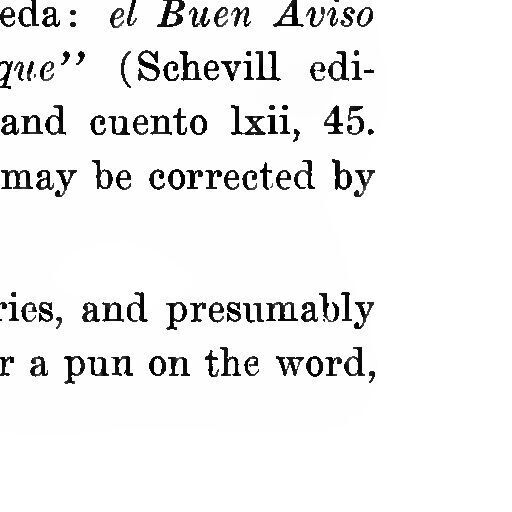 eda: el Buen Aviso
que” (Schevill edi-
and cuento lxii, 45.
may be corrected by
ries, and presumably
r a pun on the word,